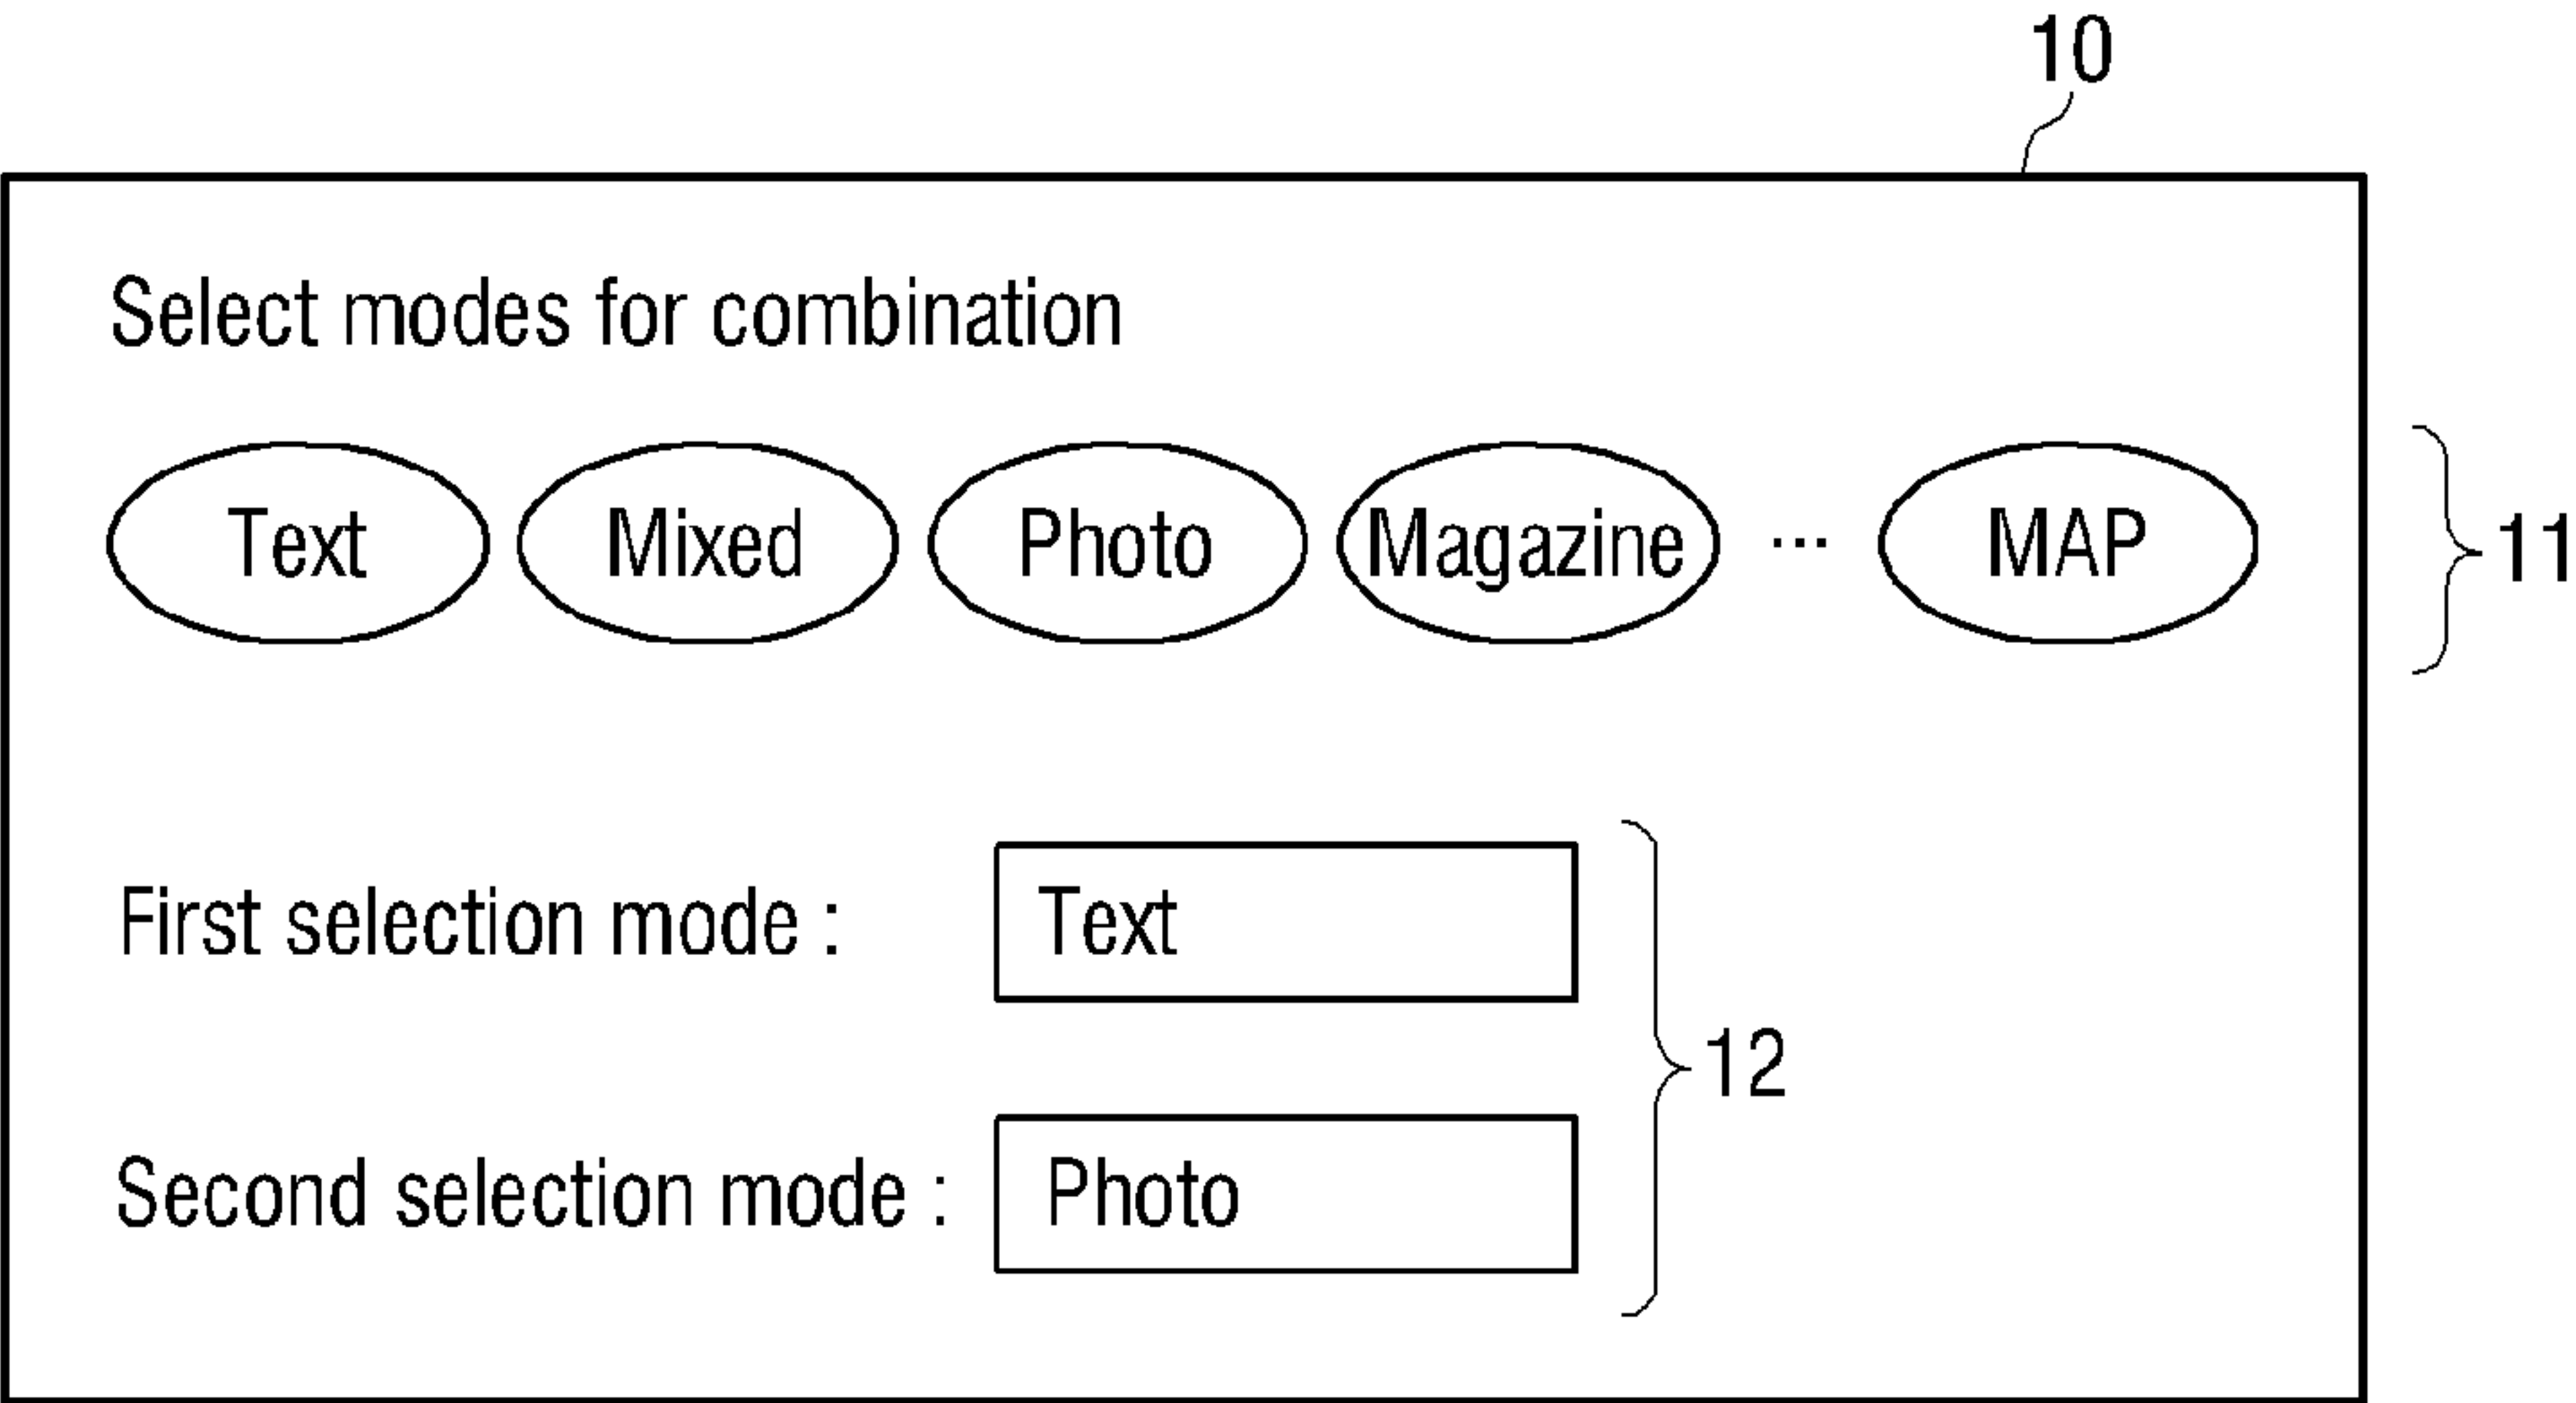 10
Select modes for combination
Text Mixed Photo Magazine ... MAP 11
First selection mode : Text
12
Second selection mode : Photo